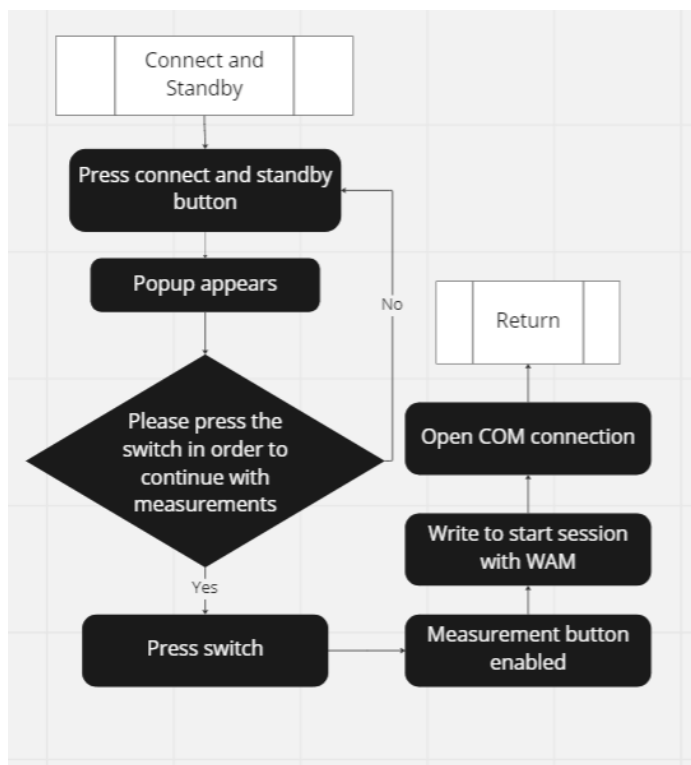 Connect and
Standby
Press connect and standby
button
Popup appears
No
Please press the
switch in order to
continue with
measurements
Yes
Press switch
Measurement button
enabled
Write to start session
with WAM
Open COM connection
Return